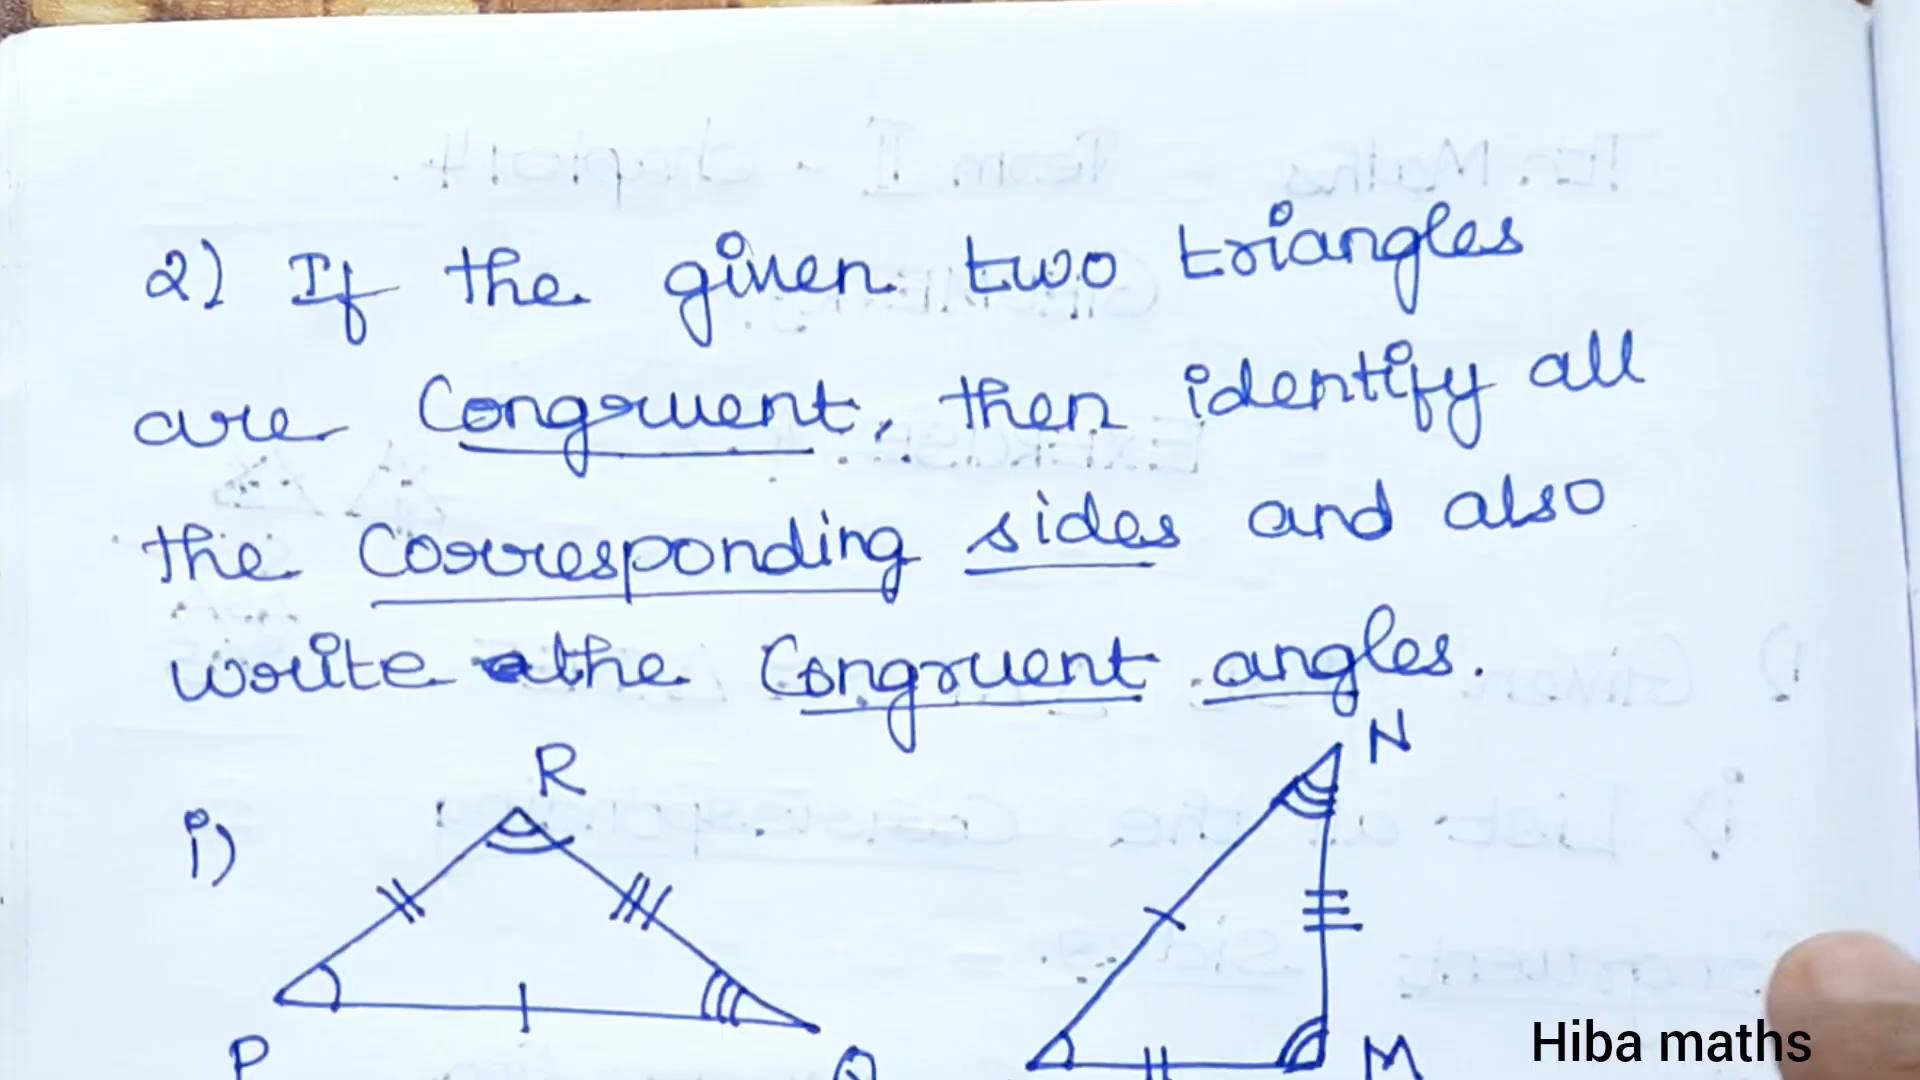 2) If the given two triangles
are Congruent, then identify all
the Corresponding sides and also
write the Congruent angles.
i)
R
N
P
Q
M
Hiba maths